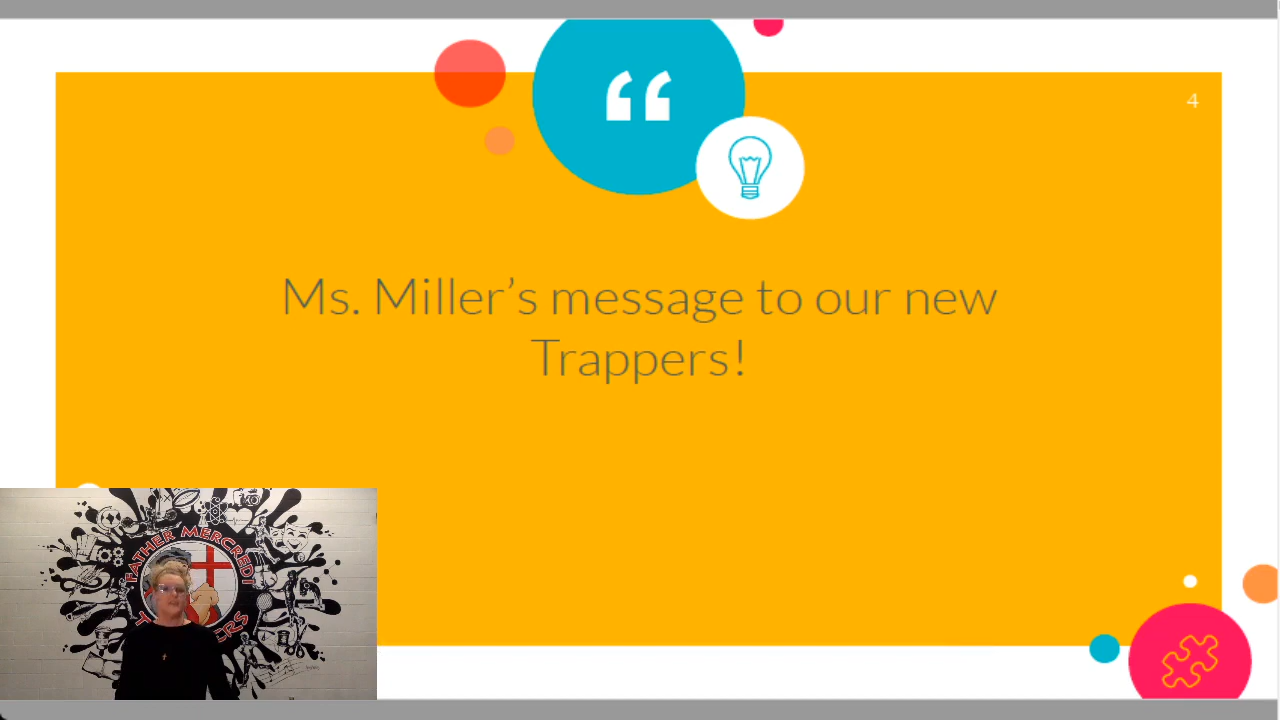 4
“
Ms. Miller’s message to our new
Trappers!
FATHER MERCREDI